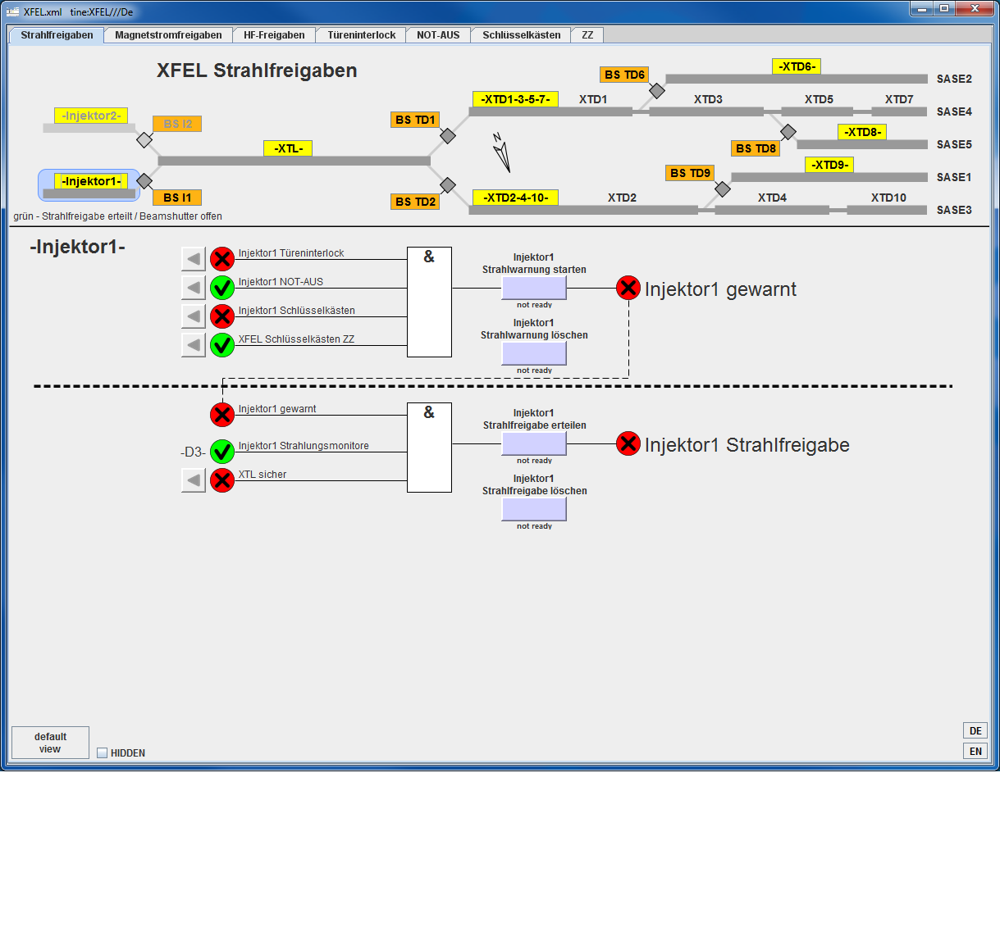 XFEL.xml   tine:XFEL///De
Strahlfreigaben
Magnetstromfreigaben
HF-Freigaben
Türeninterlock
NOT-AUS
Schlüsselkästen
ZZ
XFEL Strahlfreigaben
BS TD6
-XTD6-
SASE2
-XTD1-3-5-7-
XTD1
XTD3
XTD5
XTD7
SASE4
-Injektor2-
BS I2
BS TD1
N
-XTD8-
SASE5
-XTL-
BS TD8
-XTD9-
SASE1
-Injektor1-
BS I1
BS TD2
BS TD9
-XTD2-4-10-
XTD2
XTD4
XTD10
SASE3
grün - Strahlfreigabe erteilt / Beamshutter offen
-Injektor1-
Injektor1 Türeninterlock
Injektor1 NOT-AUS
Injektor1 Schlüsselkästen
XFEL Schlüsselkästen ZZ
&
Injektor1
Strahlwarnung starten
not ready
Injektor1 gewarnt
Injektor1
Strahlwarnung löschen
not ready
Injektor1 gewarnt
-D3-
Injektor1 Strahlungsmonitore
XTL sicher
&
Injektor1
Strahlfreigabe erteilen
not ready
Injektor1 Strahlfreigabe
Injektor1
Strahlfreigabe löschen
not ready
default
view
HIDDEN
DE
EN